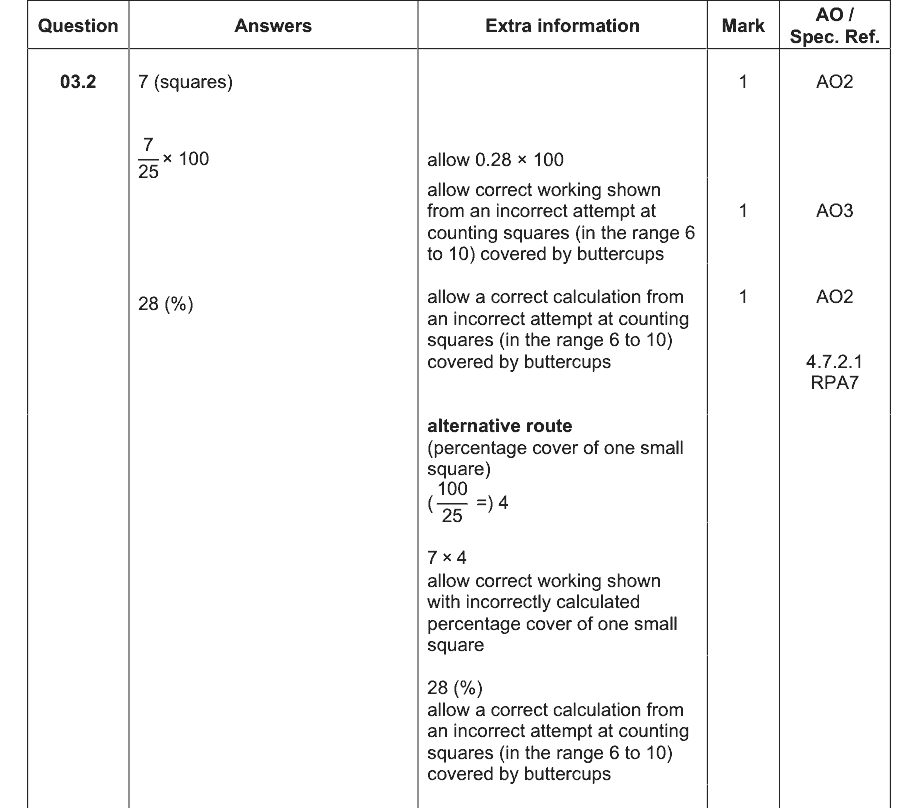 Question Answers Extra information Mark AO /
Spec. Ref.
03.2 7 (squares) 1 AO2
7
25 × 100 allow 0.28 × 100
allow correct working shown
from an incorrect attempt at 1 AO3
counting squares (in the range 6
to 10) covered by buttercups
28 (%) allow a correct calculation from 1 AO2
an incorrect attempt at counting
squares (in the range 6 to 10)
covered by buttercups 4.7.2.1
RPA7
alternative route
(percentage cover of one small
square)
(100
25 =) 4
7 × 4
allow correct working shown
with incorrectly calculated
percentage cover of one small
square
28 (%)
allow a correct calculation from
an incorrect attempt at counting
squares (in the range 6 to 10)
covered by buttercups